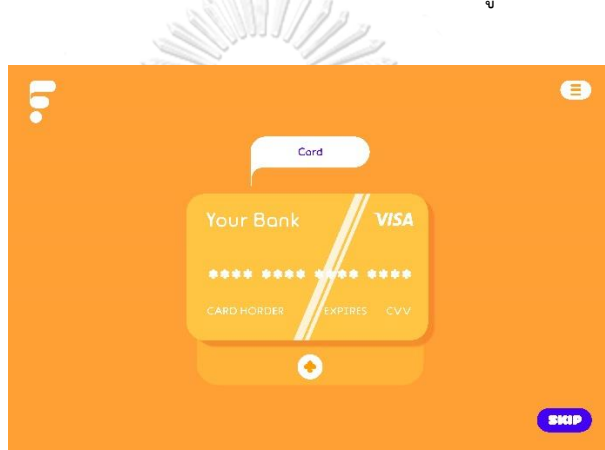 Card
Your Bank VISA
**** **** **** ****
CARD HORDER EXPIRES CVV
SKIP